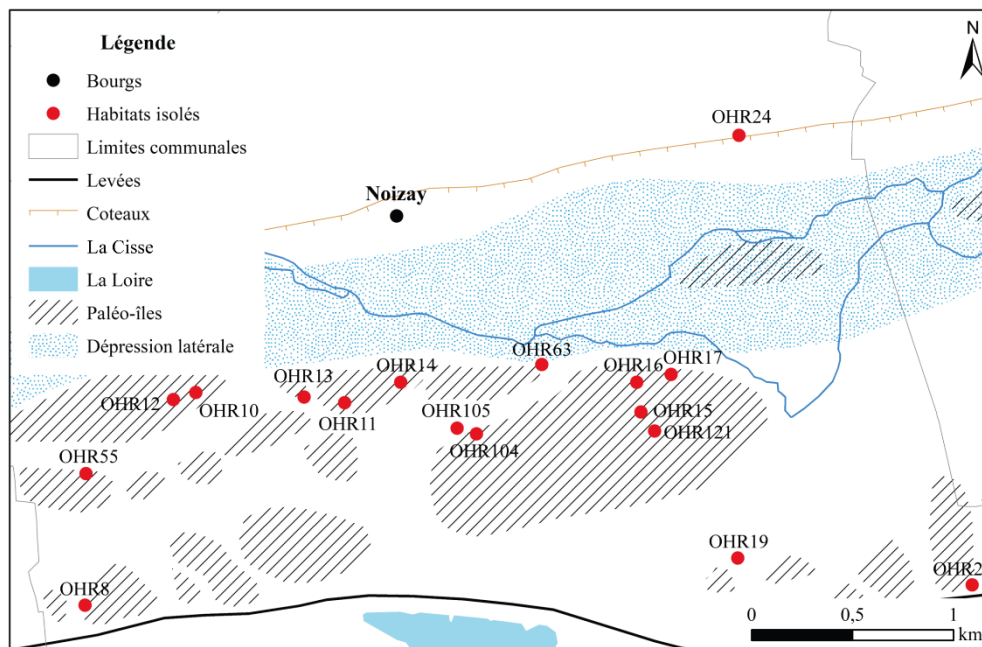 Légende
Bourgs
Habitats isolés
Limites communales
Levées
Coteaux
La Cisse
La Loire
Paléo-îles
Dépression latérale
N
OHR24
Noizay
OHR63
OHR17
OHR16
OHR14
OHR13
OHR12
OHR10
OHR11
OHR105
OHR15
OHR104
OHR121
OHR55
OHR19
OHR2
OHR8
0 0,5 1
km